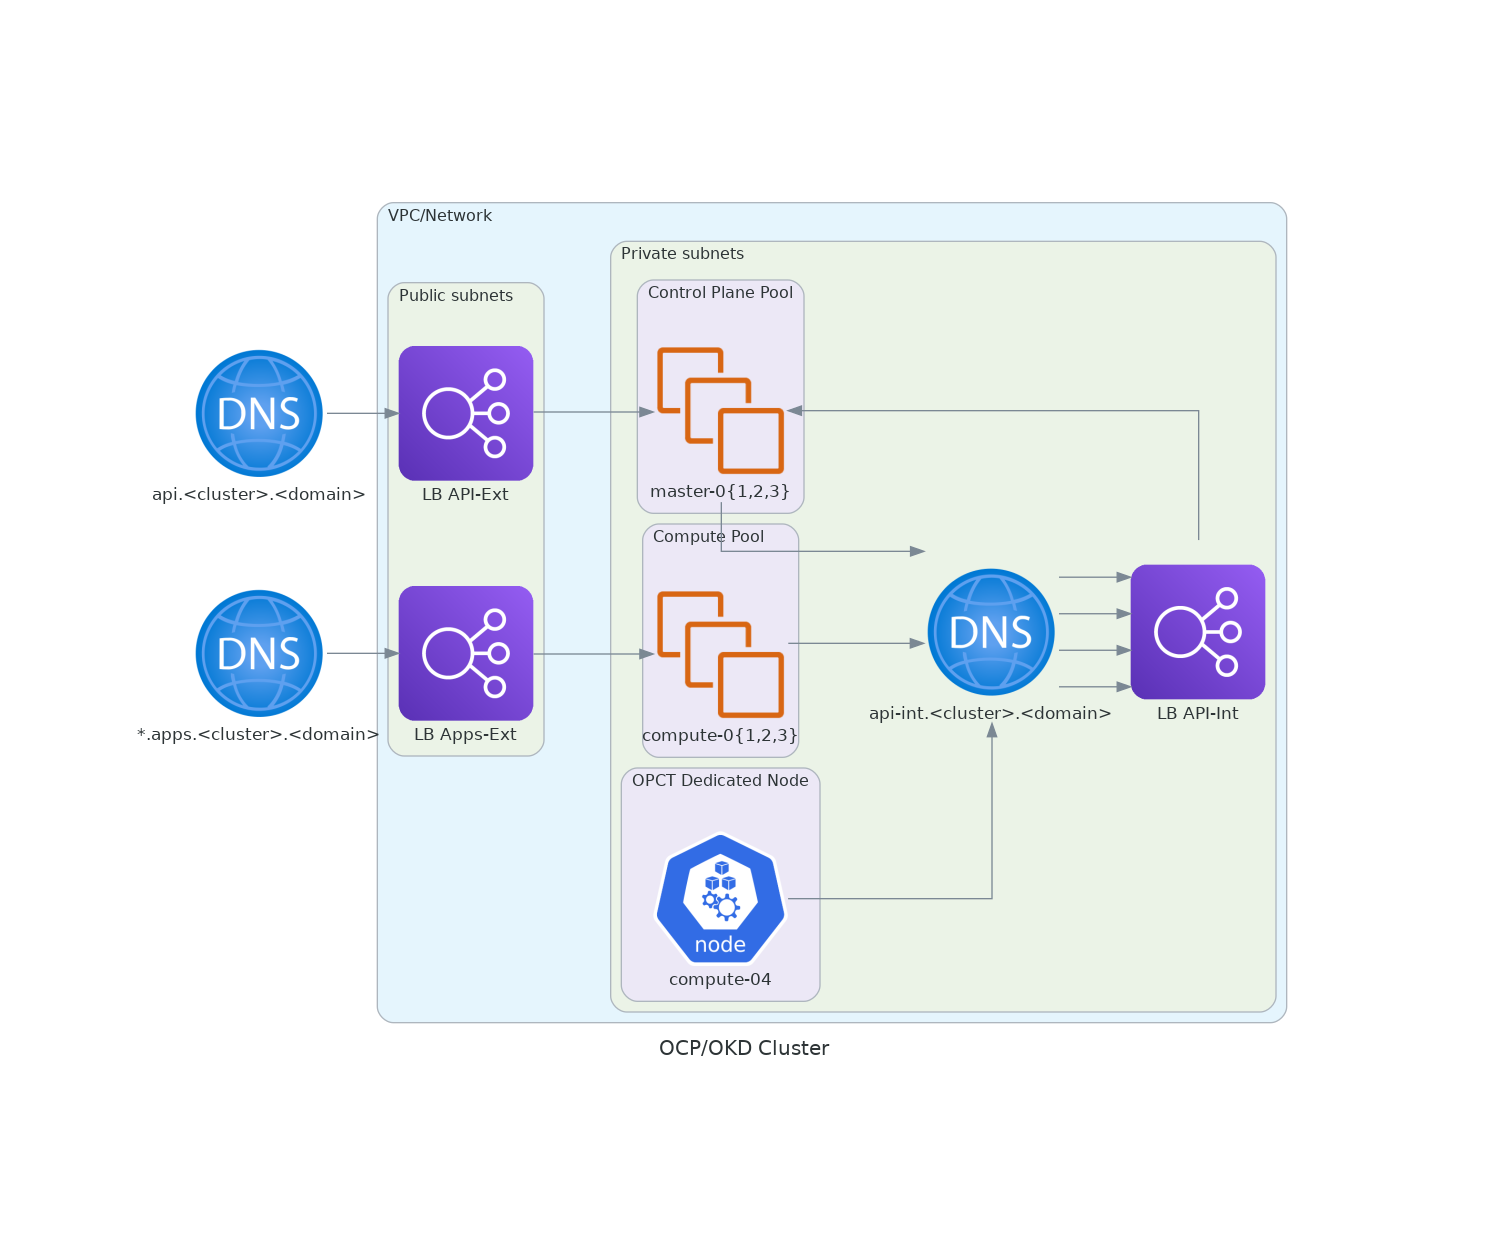 VPC/Network
Private subnets
Public subnets
Control Plane Pool
DNS
api.<cluster>.<domain>
LB API-Ext
master-0{1,2,3}
Compute Pool
DNS
*.apps.<cluster>.<domain>
LB Apps-Ext
compute-0{1,2,3}
DNS
api-int.<cluster>.<domain>
LB API-Int
OPCT Dedicated Node
node
compute-04
OCP/OKD Cluster